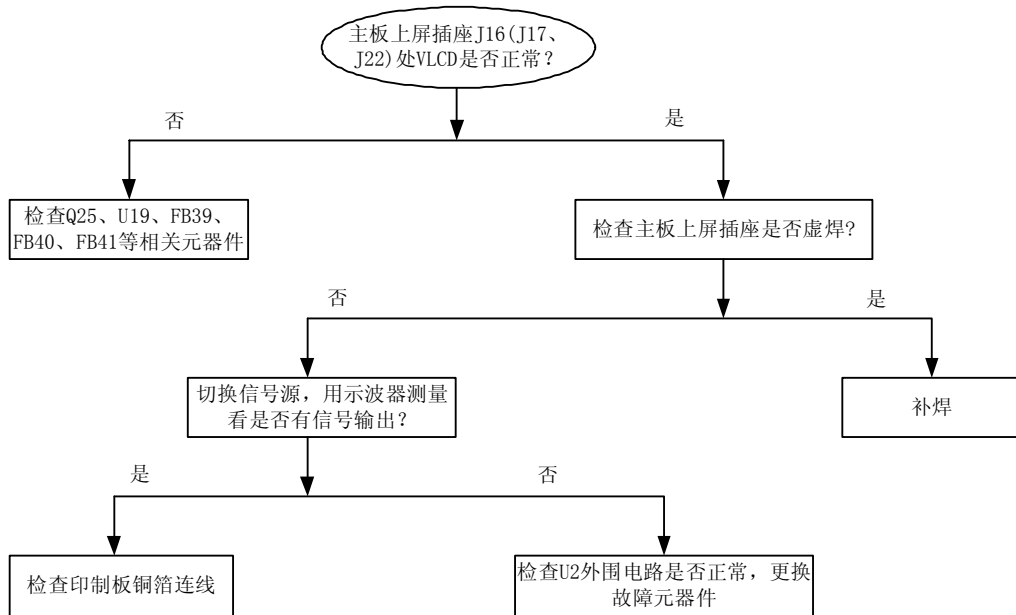 主板上屏插座J16(J17、
J22)处VLCD是否正常？
否
是
检查Q25、U19、FB39、
FB40、FB41等相关元器件
检查主板上屏插座是否虚焊?
否
是
切换信号源，用示波器测量
看是否有信号输出？
补焊
是
否
检查印制板铜箔连线
检查U2外围电路是否正常，更换
故障元器件